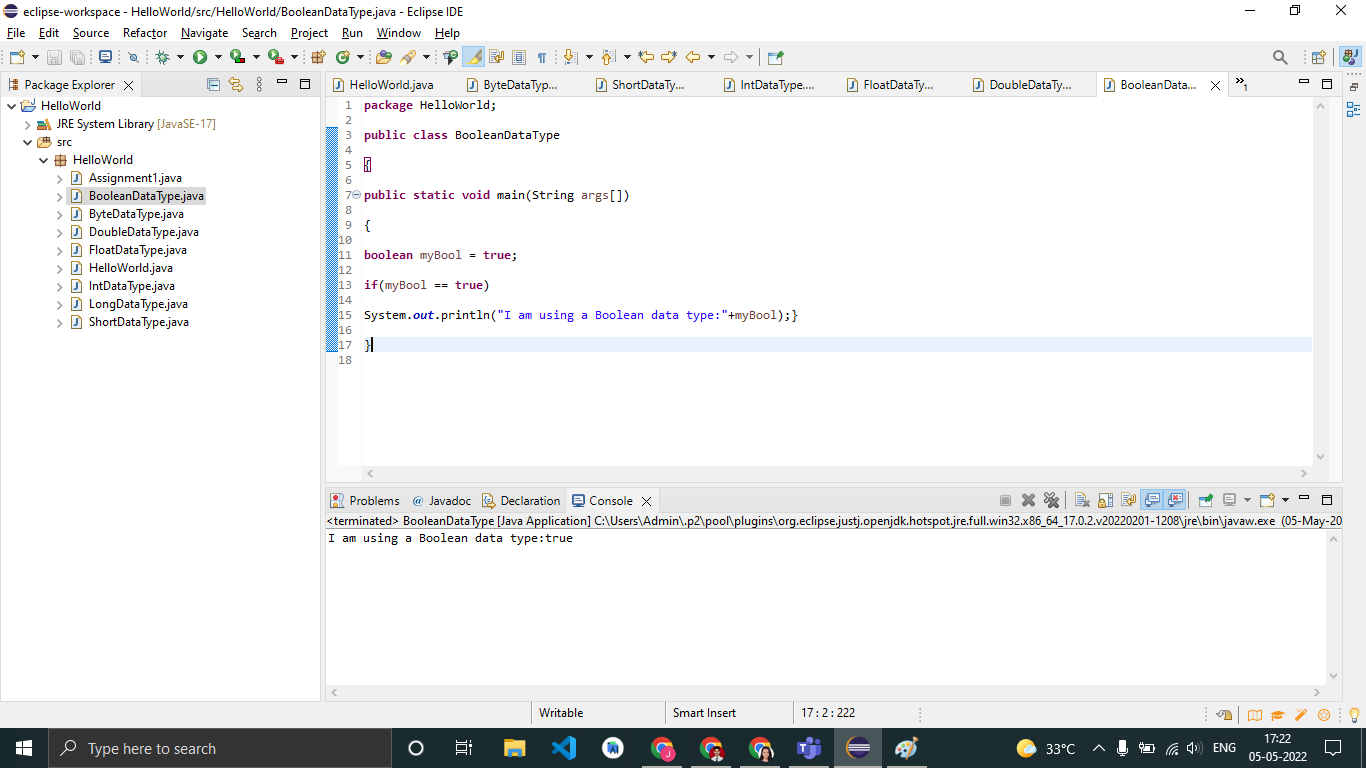 eclipse-workspace - HelloWorld/src/HelloWorld/BooleanDataType.java - Eclipse IDE
File Edit Source Refactor Navigate Search Project Run Window Help
Package Explorer
HelloWorld
JRE System Library [JavaSE-17]
src
HelloWorld
Assignment1.java
BooleanDataType.java
ByteDataType.java
DoubleDataType.java
FloatDataType.java
HelloWorld.java
IntDataType.java
LongDataType.java
ShortDataType.java
HelloWorld.java ByteDataTyp... ShortDataTy... IntDataType.... FloatDataTy... DoubleDataTy... BooleanData... »1
1 package HelloWorld;
2
3 public class BooleanDataType
4
5 {
6
7 public static void main(String args[])
8
9 {
10
11 boolean myBool = true;
12
13 if(myBool == true)
14
15 System.out.println("I am using a Boolean data type:"+myBool);}
16
17 }
18
Problems Javadoc Declaration Console
<terminated> BooleanDataType [Java Application] C:\Users\Admin\.p2\pool\plugins\org.eclipse.justj.openjdk.hotspot.jre.full.win32.x86_64_17.0.2.v20220201-1208\jre\bin\javaw.exe (05-May-20
I am using a Boolean data type:true
Writable Smart Insert 17 : 2 : 222
Type here to search
33°C
ENG
17:22
05-05-2022